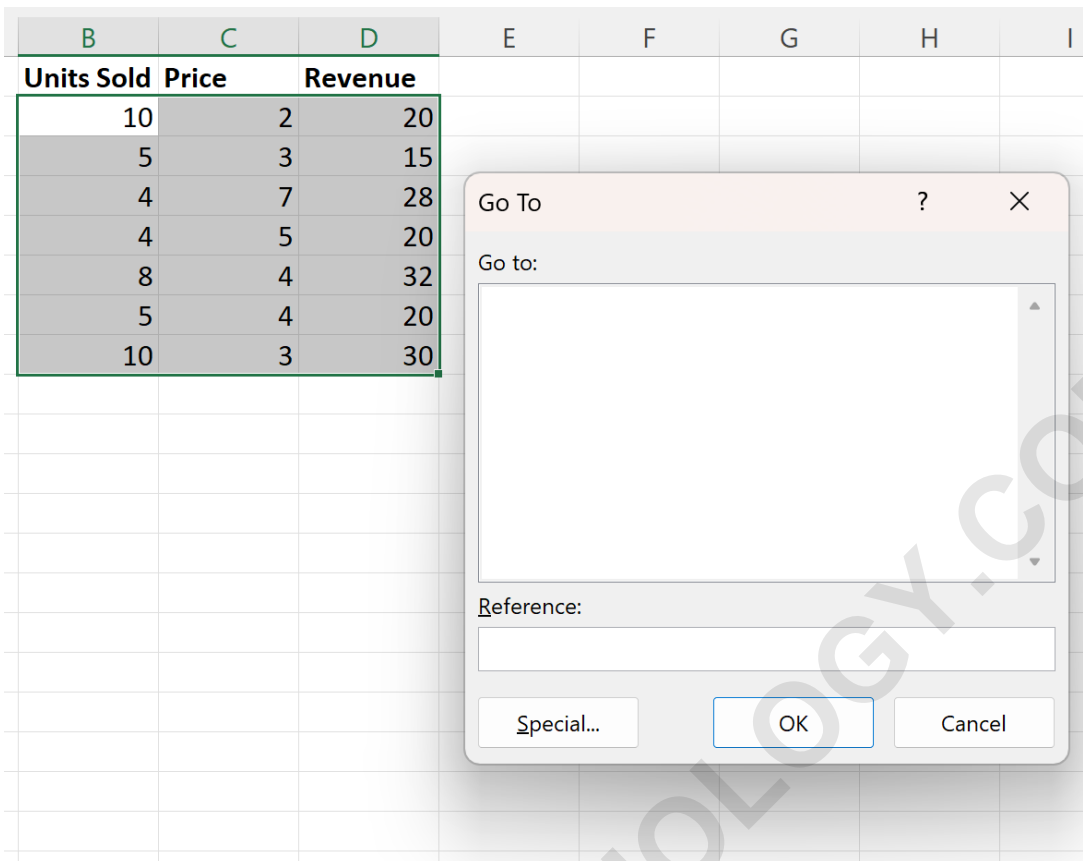 B C D E F G H I
Units Sold Price Revenue
10 2 20
5 3 15
4 7 28
4 5 20
8 4 32
5 4 20
10 3 30
Go To ? ×
Go to:
Reference:
Special... OK Cancel
OLOGY.CO